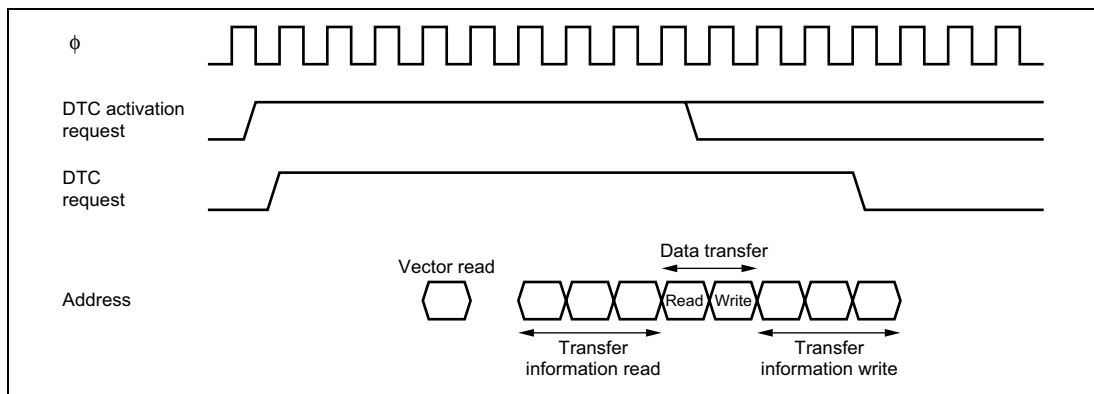 ϕ
DTC activation
request
DTC
request
Data transfer
Vector read
Address
Read
Write
Transfer
information read
Transfer
information write